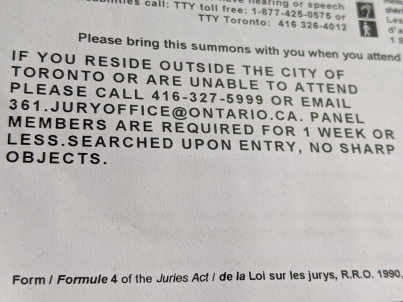 call: TTY toll free: 1-877-425-0575 or
TTY Toronto: 416 326-4012
Please bring this summons with you when you attend
IF YOU RESIDE OUTSIDE THE CITY OF
TORONTO OR ARE UNABLE TO ATTEND
PLEASE CALL 416-327-5999 OR EMAIL
361.JURYOFFICE@ONTARIO.CA. PANEL
MEMBERS ARE REQUIRED FOR 1 WEEK OR
LESS.SEARCHED UPON ENTRY, NO SHARP
OBJECTS.
Form / Formule 4 of the Juries Act / de la Loi sur les jurys, R.R.O. 1990,